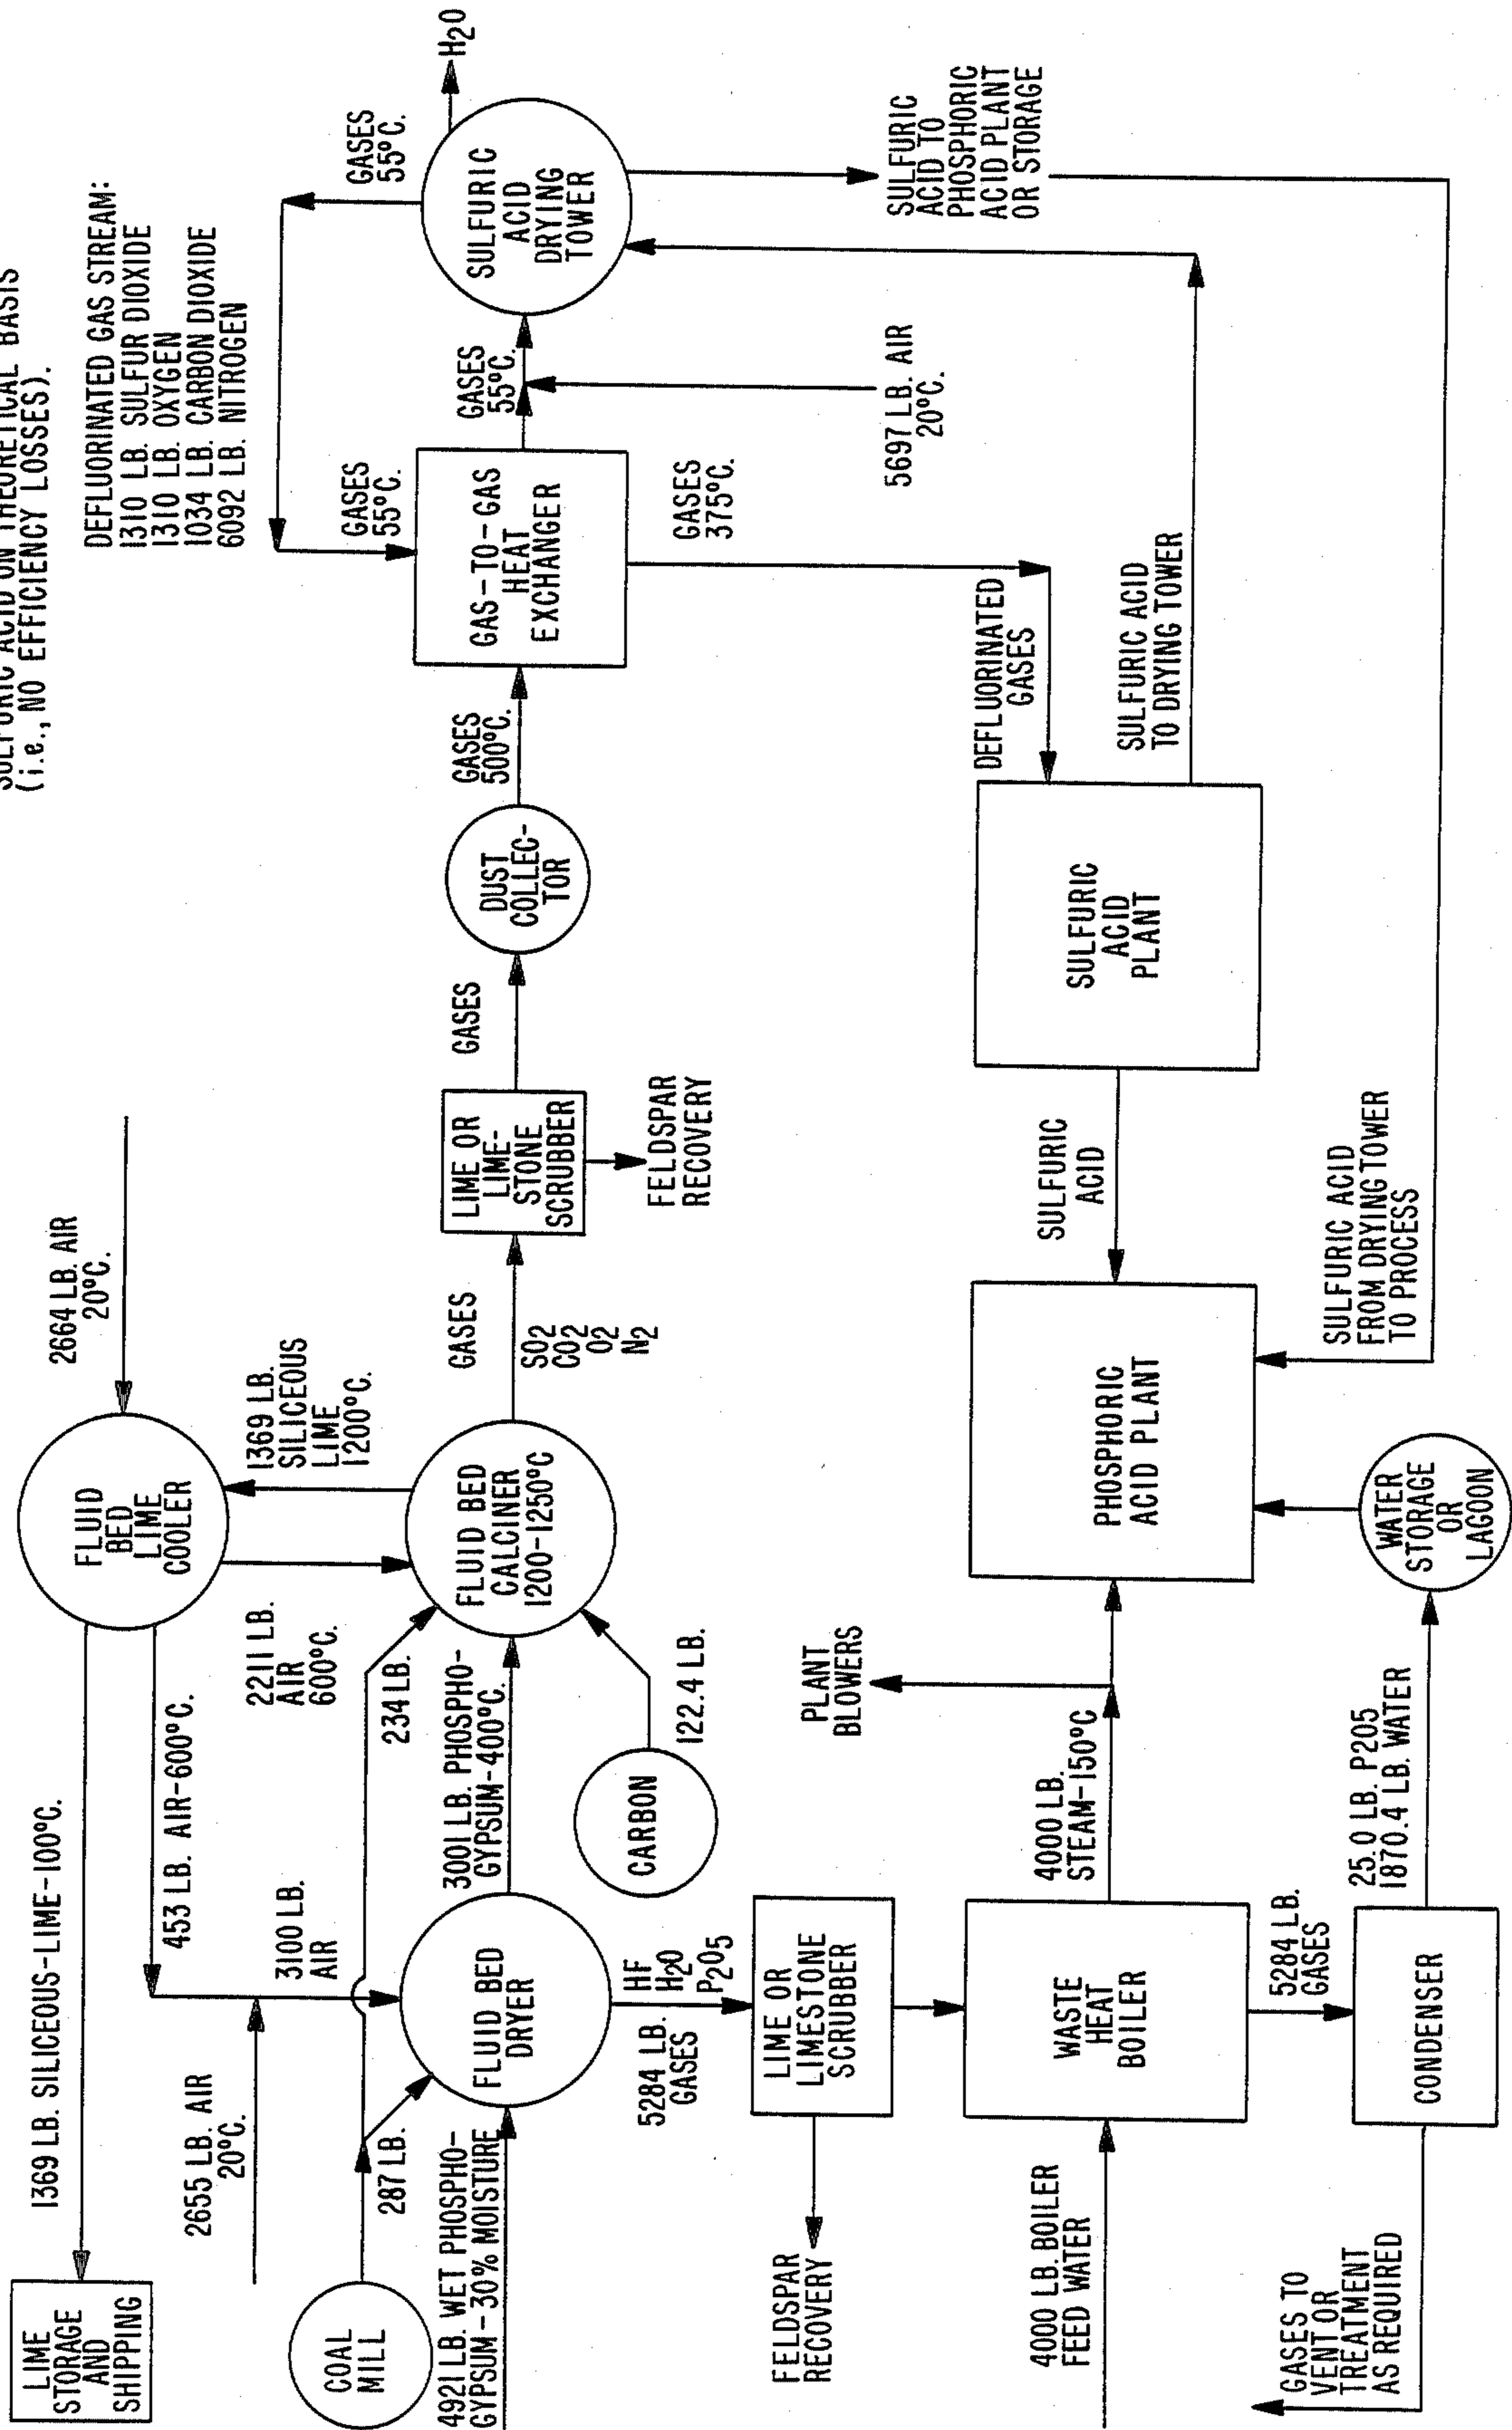 SULFURIC ACID ON THEORETICAL BASIS
(i.e., NO EFFICIENCY LOSSES).
DEFLUORINATED GAS STREAM:
1310 LB. SULFUR DIOXIDE
1310 LB. OXYGEN
1034 LB. CARBON DIOXIDE
6092 LB. NITROGEN
LIME
STORAGE
AND
SHIPPING
1369 LB. SILICEOUS-LIME-100°C.
FLUID
BED
LIME
COOLER
2664 LB. AIR
20°C.
453 LB. AIR-600°C.
2211 LB.
AIR
600°C.
1369 LB.
SILICEOUS
LIME
1200°C.
2655 LB. AIR
20°C.
3100 LB.
AIR
234 LB.
COAL
MILL
287 LB.
4921 LB. WET PHOSPHO-
GYPSUM-30% MOISTURE
FLUID BED
DRYER
3001 LB. PHOSPHO-
GYPSUM-400°C.
FLUID BED
CALCINER
1200-1250°C
CARBON
122.4 LB.
GASES
SO2
CO2
O2
N2
LIME OR
LIME-
STONE
SCRUBBER
FELDSPAR
RECOVERY
GASES
DUST
COLLEC-
TOR
GASES
500°C.
GAS-TO-GAS
HEAT
EXCHANGER
GASES
55°C.
GASES
55°C.
GASES
55°C.
SULFURIC
ACID
DRYING
TOWER
H2O
5697 LB. AIR
20°C.
GASES
375°C.
SULFURIC
ACID TO
PHOSPHORIC
ACID PLANT
OR STORAGE
5284 LB.
GASES
HF
H2O
P2O5
LIME OR
LIMESTONE
SCRUBBER
FELDSPAR
RECOVERY
4000 LB. BOILER
FEED WATER
WASTE
HEAT
BOILER
4000 LB.
STEAM-150°C
PLANT
BLOWERS
PHOSPHORIC
ACID PLANT
SULFURIC
ACID
SULFURIC
ACID
PLANT
DEFLUORINATED
GASES
SULFURIC ACID
TO DRYING TOWER
5284 LB.
GASES
CONDENSER
GASES TO
VENT OR
TREATMENT
AS REQUIRED
25.0 LB. P2O5
1870.4 LB. WATER
WATER
STORAGE
OR
LAGOON
SULFURIC ACID
FROM DRYING TOWER
TO PROCESS